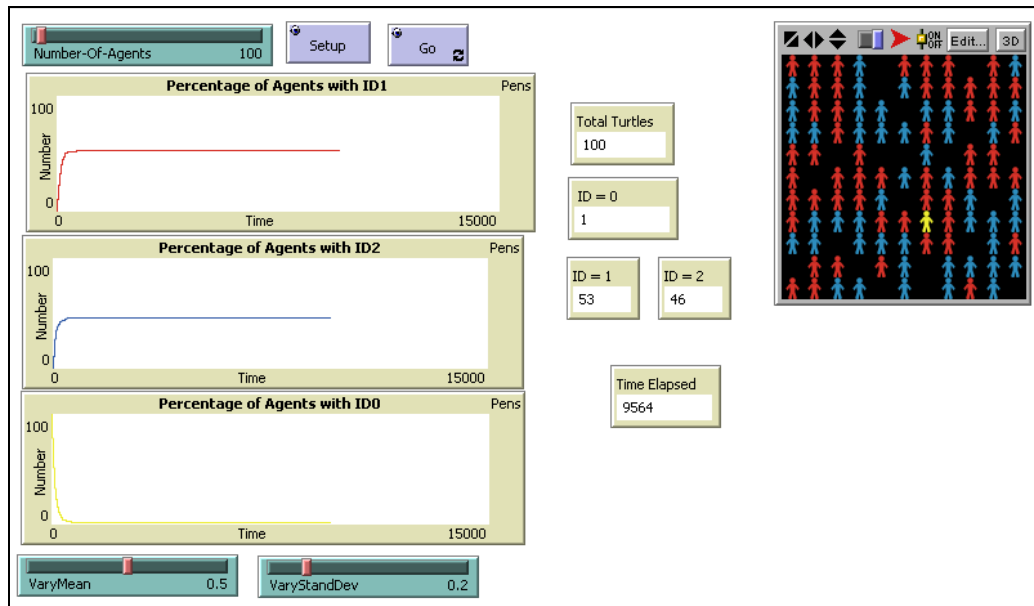 Number-Of-Agents 100
Setup
Go
ON
OFF
Edit...
3D
Percentage of Agents with ID1
Pens
100
Number
0
0
Time
15000
Total Turtles
100
ID = 0
1
Percentage of Agents with ID2
100
Number
0
0
Time
15000
ID = 1
53
ID = 2
46
Time Elapsed
9564
Percentage of Agents with ID0
Pens
100
Number
0
0
Time
15000
VaryMean 0.5
VaryStandDev 0.2